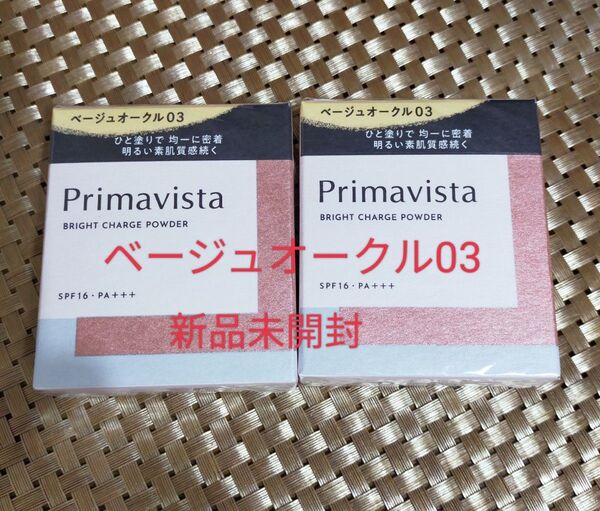 ベージュオークル03
ひと塗りで 均一に密着
明るい素肌質感続く
Primavista
BRIGHT CHARGE POWDER
SPF16・PA+++
ベージュオークル03
ひと塗りで 均一に密着
明るい素肌質感続く
Primavista
BRIGHT CHARGE POWDER
SPF16・PA+++
ベージュオークル03
新品未開封